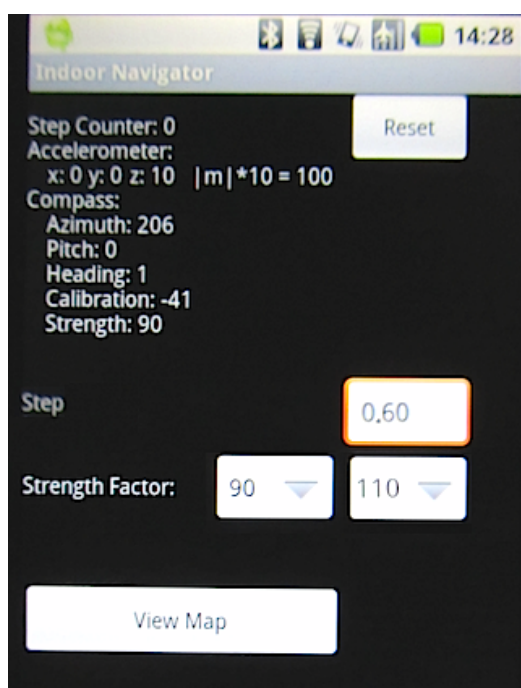 14:28
Indoor Navigator
Step Counter: 0
Reset
Accelerometer:
x: 0 y: 0 z: 10 |m|*10 = 100
Compass:
Azimuth: 206
Pitch: 0
Heading: 1
Calibration: -41
Strength: 90
Step
0.60
Strength Factor:
90
110
View Map